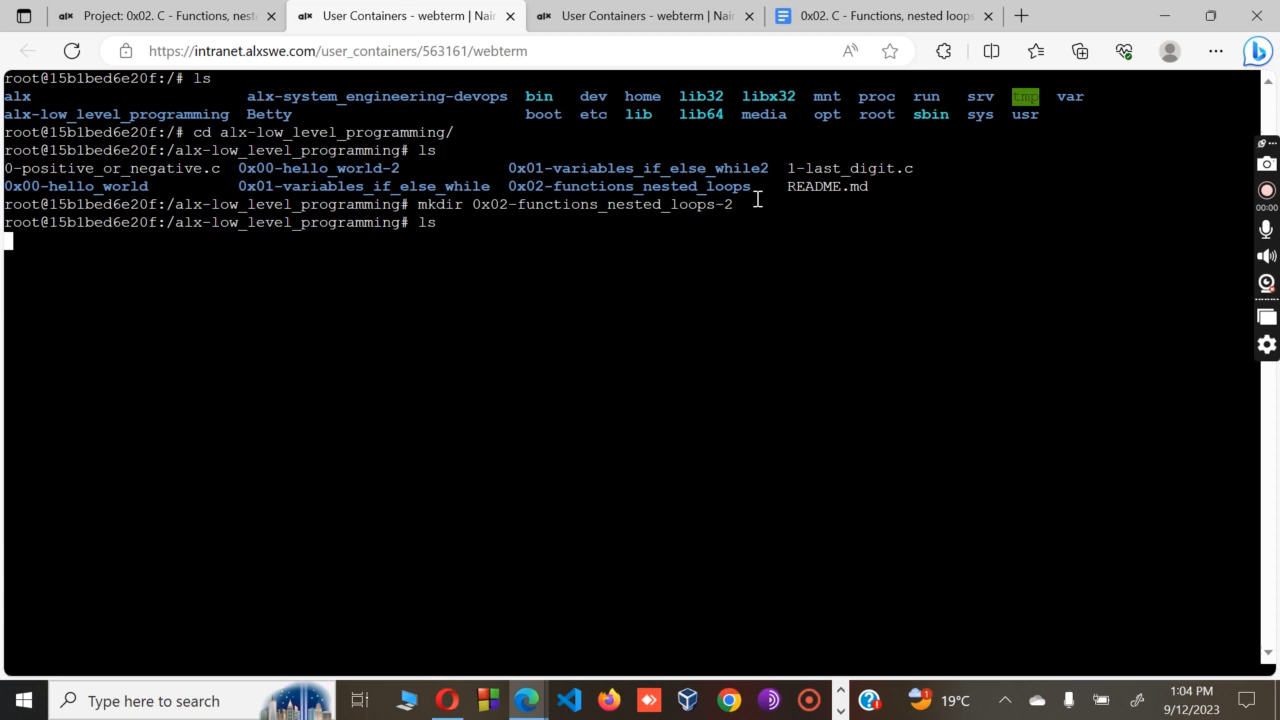 Project: 0x02. C - Functions, nest
User Containers - webterm | Nair
User Containers - webterm | Nair
0x02. C - Functions, nested loops
https://intranet.alxswe.com/user_containers/563161/webterm
root@15b1bed6e20f:/# ls
alx alx-system_engineering-devops bin dev home lib32 libx32 mnt proc run srv tmp var
alx-low_level_programming Betty boot etc lib lib64 media opt root sbin sys usr
root@15b1bed6e20f:/# cd alx-low_level_programming/
root@15b1bed6e20f:/alx-low_level_programming# ls
0-positive_or_negative.c 0x00-hello_world-2 0x01-variables_if_else_while2 1-last_digit.c
0x00-hello_world 0x01-variables_if_else_while 0x02-functions_nested_loops README.md
root@15b1bed6e20f:/alx-low_level_programming# mkdir 0x02-functions_nested_loops-2
root@15b1bed6e20f:/alx-low_level_programming# ls
00:00
Type here to search
19°C
1:04 PM
9/12/2023